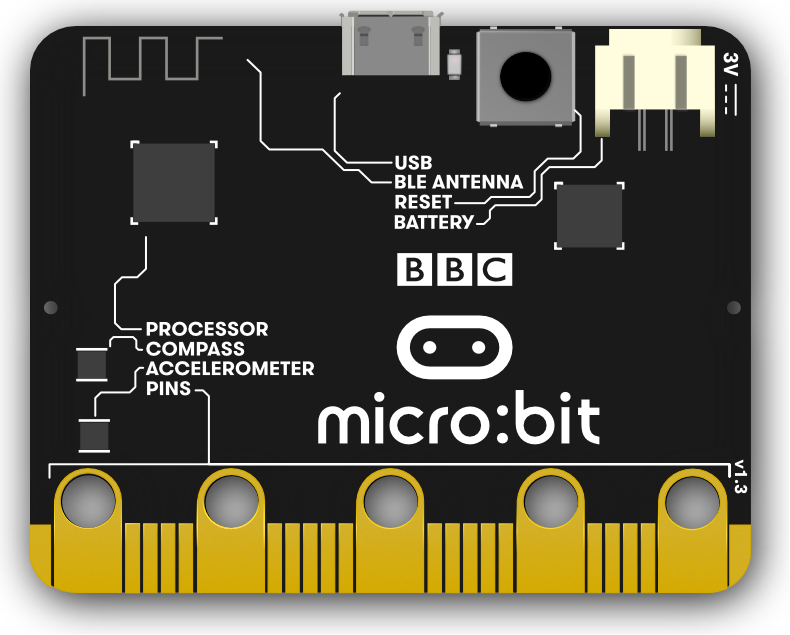 3V
USB
BLE ANTENNA
RESET
BATTERY
BBC
PROCESSOR
COMPASS
ACCELEROMETER
PINS
micro:bit
v1.3